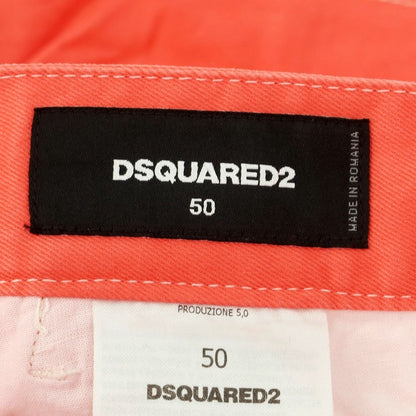 DSQUARED2
50
MADE IN ROMANIA
PRODUZIONE 5,0
50
DSQUARED2